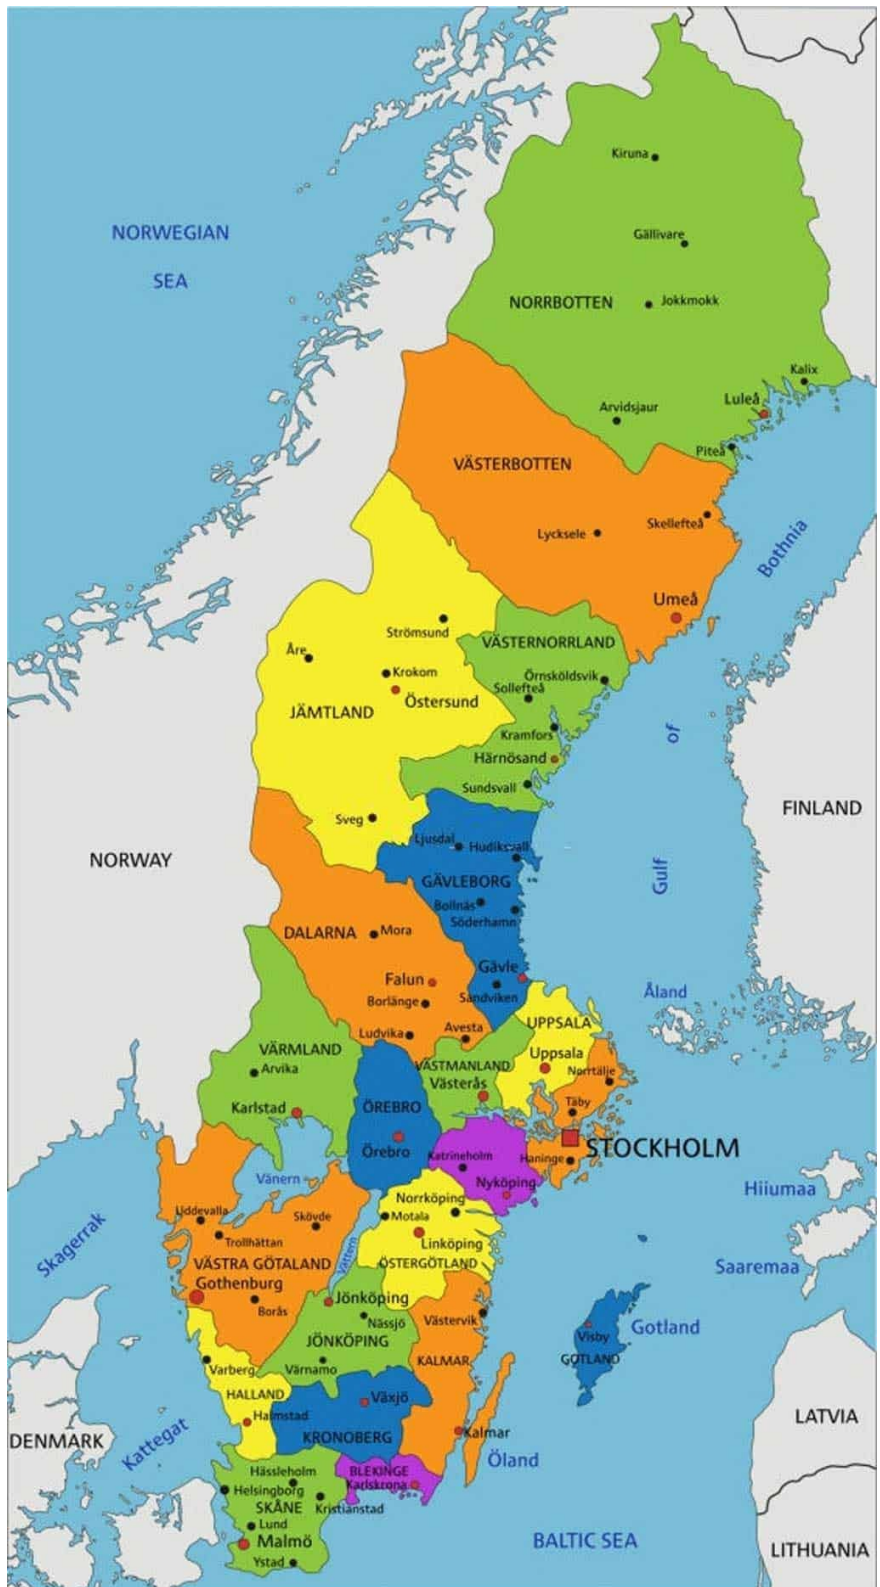 Kiruna
NORWEGIAN
SEA
Gällivare
NORRBOTTEN
Jokkmokk
Kalix
Luleå
Arvidsjaur
Piteå
VÄSTERBOTTEN
Skellefteå
Lycksele
Bothnia
Umeå
Strömsund
VÄSTERNORRLAND
Åre
Krokom
Örnsköldsvik
Sollefteå
Östersund
JÄMTLAND
Kramfors
of
Härnösand
Sundsvall
FINLAND
Sveg
Ljusdal
Hudiksvall
NORWAY
Gulf
GÄVLEBORG
Bollnäs
Söderhamn
DALARNA
Mora
Gävle
Falun
Sandviken
Åland
Borlänge
UPPSALA
Ludvika
Avesta
VÄRMLAND
Uppsala
VÄSTMANLAND
Arvika
Norrtälje
Västerås
Täby
Karlstad
ÖREBRO
STOCKHOLM
Örebro
Katrineholm
Haninge
Vänern
Nyköping
Hiiumaa
Norrköping
Uddevalla
Skövde
Motala
Skagerrak
Trollhättan
Linköping
Vättern
VÄSTRA GÖTALAND
ÖSTERGÖTLAND
Saaremaa
Gothenburg
Jönköping
Borås
Nässjö
Västervik
Gotland
Visby
JÖNKÖPING
GOTLAND
KALMAR
Varberg
Värnamo
HALLAND
Växjö
Halmstad
LATVIA
Kalmar
KRONOBERG
DENMARK
Kattegat
Öland
Hässleholm
BLEKINGE
Karlskrona
Helsingborg
SKÅNE
Kristianstad
Lund
Malmö
BALTIC SEA
LITHUANIA
Ystad